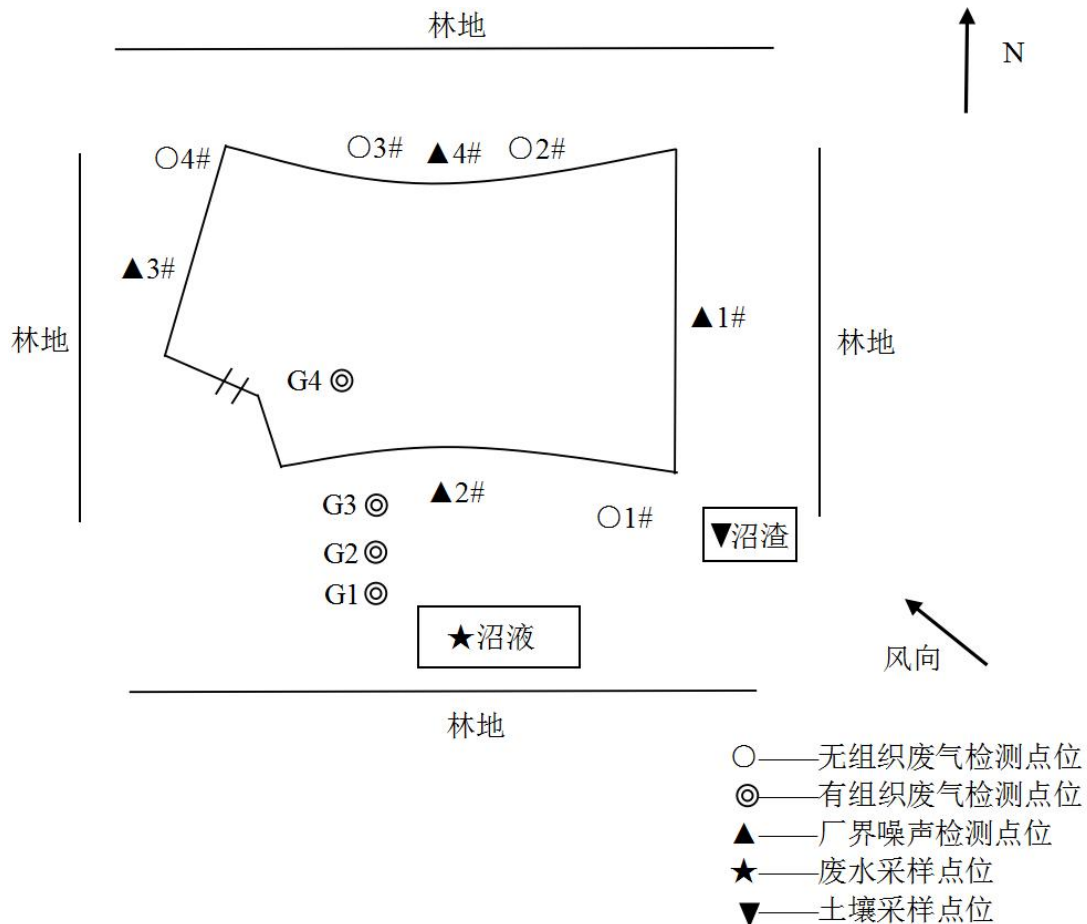 林地
N
○4#
○3#
▲4#
○2#
▲3#
▲1#
林地
林地
G4◎
G3◎
▲2#
○1#
▼沼渣
G2◎
G1◎
★沼液
风向
林地
○——无组织废气检测点位
◎——有组织废气检测点位
▲——厂界噪声检测点位
★——废水采样点位
▼——土壤采样点位